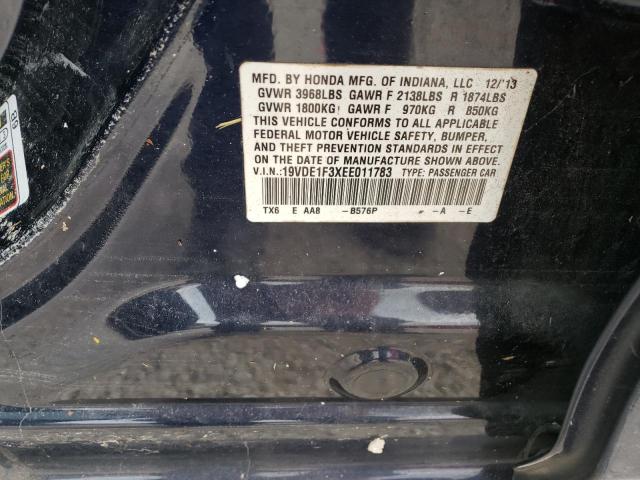 MFD. BY HONDA MFG. OF INDIANA, LLC 12/13
GVWR 3968LBS GAWR F 2138LBS R 1874LBS
GVWR 1800KG GAWR F 970KG R 850KG
THIS VEHICLE CONFORMS TO ALL APPLICABLE
FEDERAL MOTOR VEHICLE SAFETY, BUMPER,
AND THEFT PREVENTION STANDARDS IN EFFECT
ON THE DATE OF MANUFACTURE SHOWN ABOVE.
V.I.N.:19VDE1F3XEE011783 TYPE: PASSENGER CAR
TX6 E AA8 -B576P - -A -E